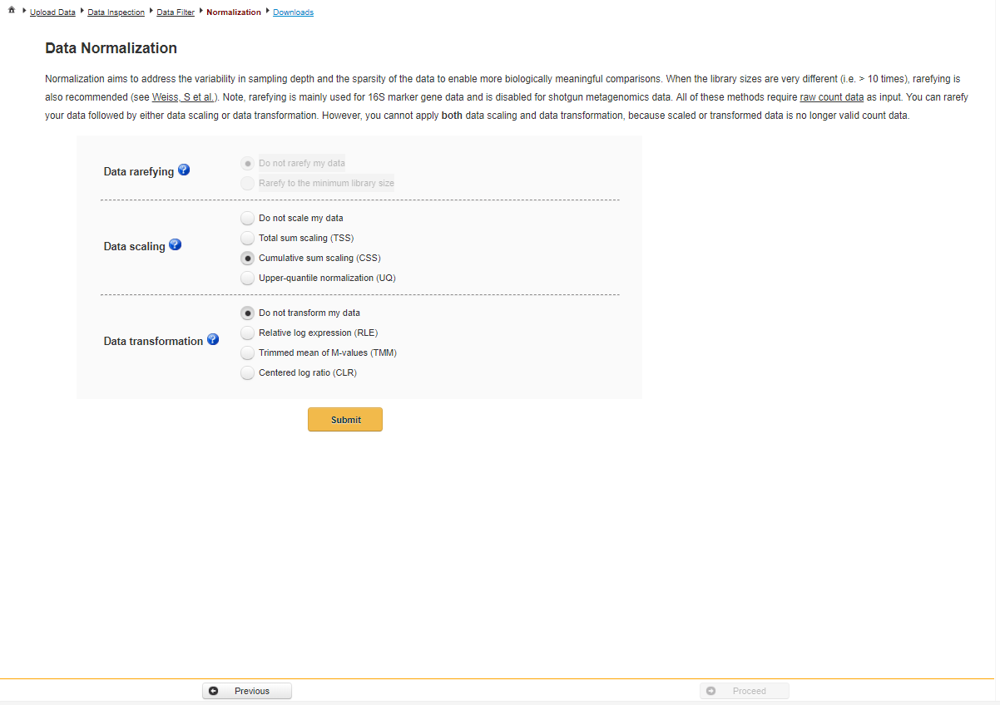 Upload Data Data Inspection Data Filter Normalization Downloads
Data Normalization
Normalization aims to address the variability in sampling depth and the sparsity of the data to enable more biologically meaningful comparisons. When the library sizes are very different (i.e. > 10 times), rarefying is
also recommended (see Weiss, S et al.). Note, rarefying is mainly used for 16S marker gene data and is disabled for shotgun metagenomics data. All of these methods require raw count data as input. You can rarefy
your data followed by either data scaling or data transformation. However, you cannot apply both data scaling and data transformation, because scaled or transformed data is no longer valid count data.
Data rarefying ?
Do not rarefy my data
Rarefy to the minimum library size
Data scaling ?
Do not scale my data
Total sum scaling (TSS)
Cumulative sum scaling (CSS)
Upper-quantile normalization (UQ)
Data transformation ?
Do not transform my data
Relative log expression (RLE)
Trimmed mean of M-values (TMM)
Centered log ratio (CLR)
Submit
Previous Proceed